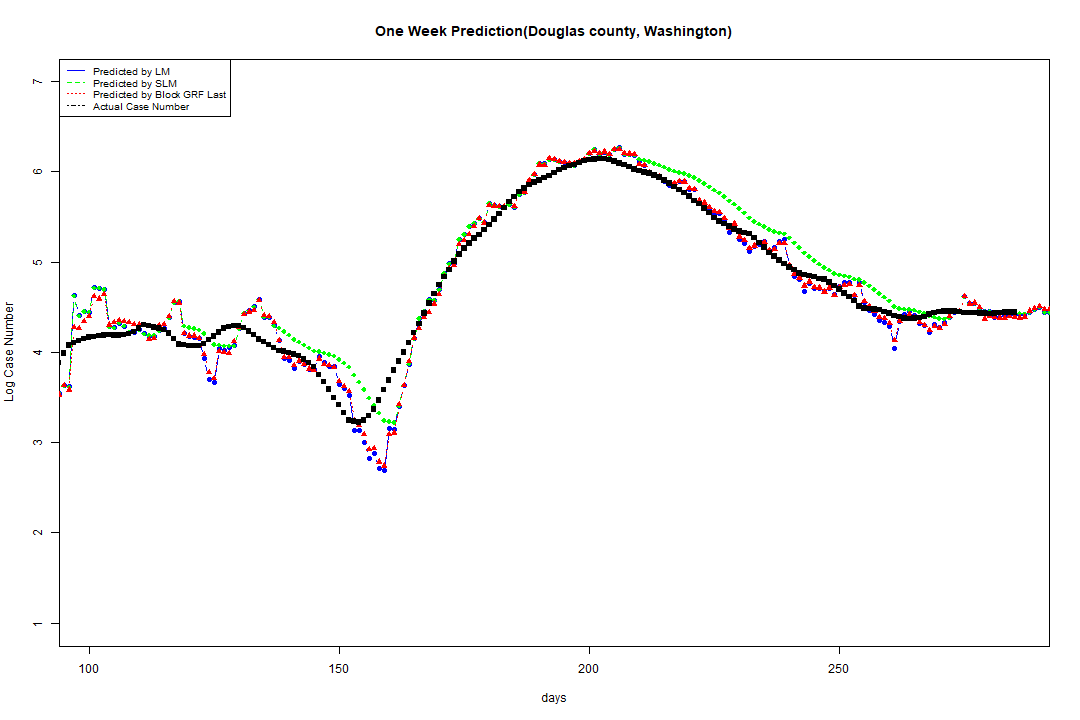 One Week Prediction(Douglas county, Washington)
Predicted by LM
Predicted by SLM
Predicted by Block GRF Last
Actual Case Number
7
6
5
4
3
2
1
Log Case Number
100 150 200 250
days